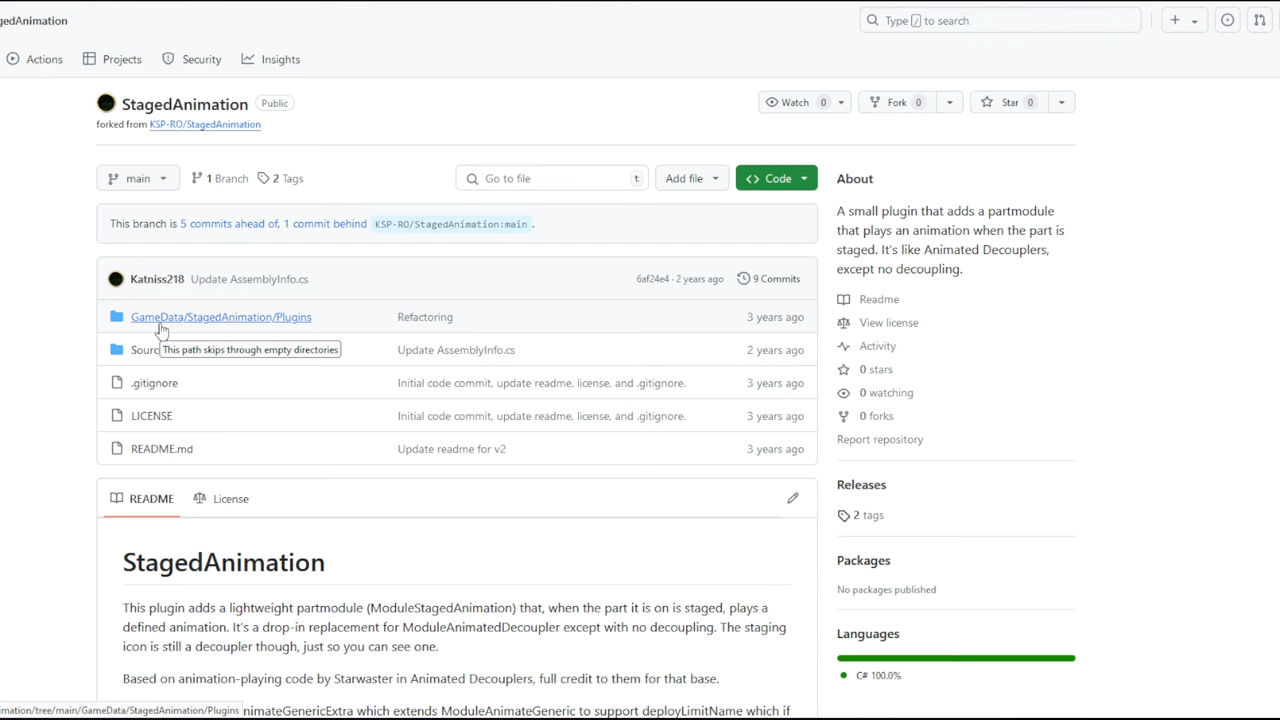 gedAnimation
Type / to search
Actions
Projects
Security
Insights
StagedAnimation
Public
forked from KSP-RO/StagedAnimation
Watch 0
Fork 0
Star 0
main
1 Branch
2 Tags
Go to file
t
Add file
Code
This branch is 5 commits ahead of, 1 commit behind KSP-RO/StagedAnimation:main .
Katniss218 Update AssemblyInfo.cs
6af24e4 · 2 years ago
9 Commits
GameData/StagedAnimation/Plugins
Refactoring
3 years ago
Sourc
This path skips through empty directories
Update AssemblyInfo.cs
2 years ago
.gitignore
Initial code commit, update readme, license, and .gitignore.
3 years ago
LICENSE
Initial code commit, update readme, license, and .gitignore.
3 years ago
README.md
Update readme for v2
3 years ago
README
License
StagedAnimation
This plugin adds a lightweight partmodule (ModuleStagedAnimation) that, when the part it is on is staged, plays a
defined animation. It's a drop-in replacement for ModuleAnimatedDecoupler except with no decoupling. The staging
icon is still a decoupler though, just so you can see one.
Based on animation-playing code by Starwaster in Animated Decouplers, full credit to them for that base.
nimateGenericExtra which extends ModuleAnimateGeneric to support deployLimitName which if
imation/tree/main/GameData/StagedAnimation/Plugins
About
A small plugin that adds a partmodule
that plays an animation when the part is
staged. It's like Animated Decouplers,
except no decoupling.
Readme
View license
Activity
0 stars
0 watching
0 forks
Report repository
Releases
2 tags
Packages
No packages published
Languages
C# 100.0%